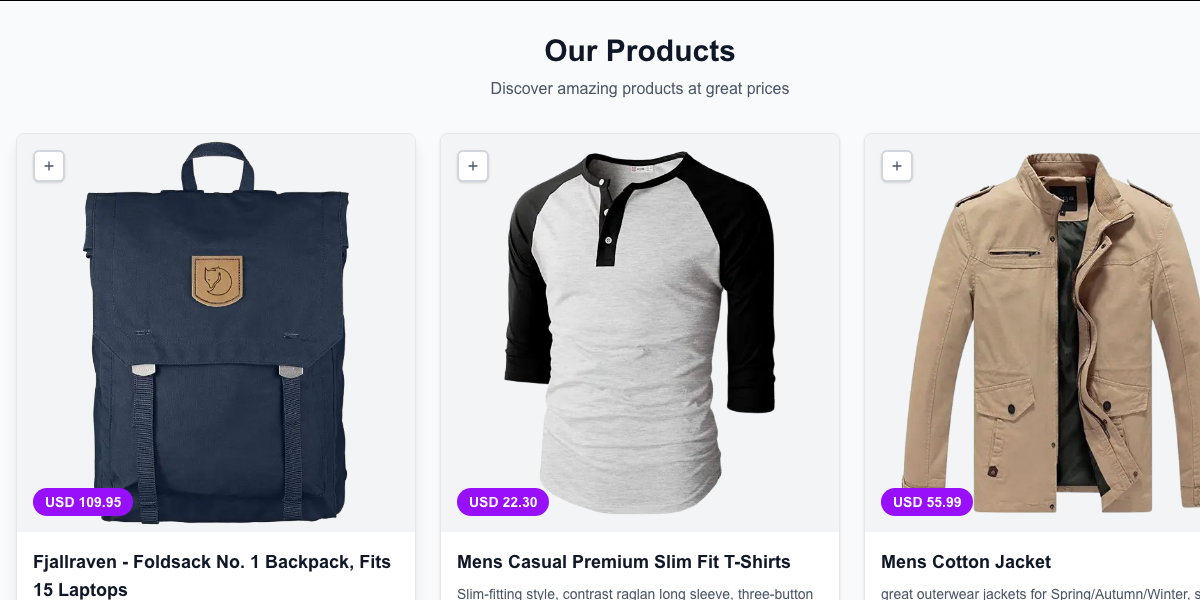 Our Products
Discover amazing products at great prices
USD 109.95
USD 22.30
USD 55.99
Fjallraven - Foldsack No. 1 Backpack, Fits
15 Laptops
Mens Casual Premium Slim Fit T-Shirts
Slim-fitting style, contrast raglan long sleeve, three-button
Mens Cotton Jacket
great outerwear jackets for Spring/Autumn/Winter,